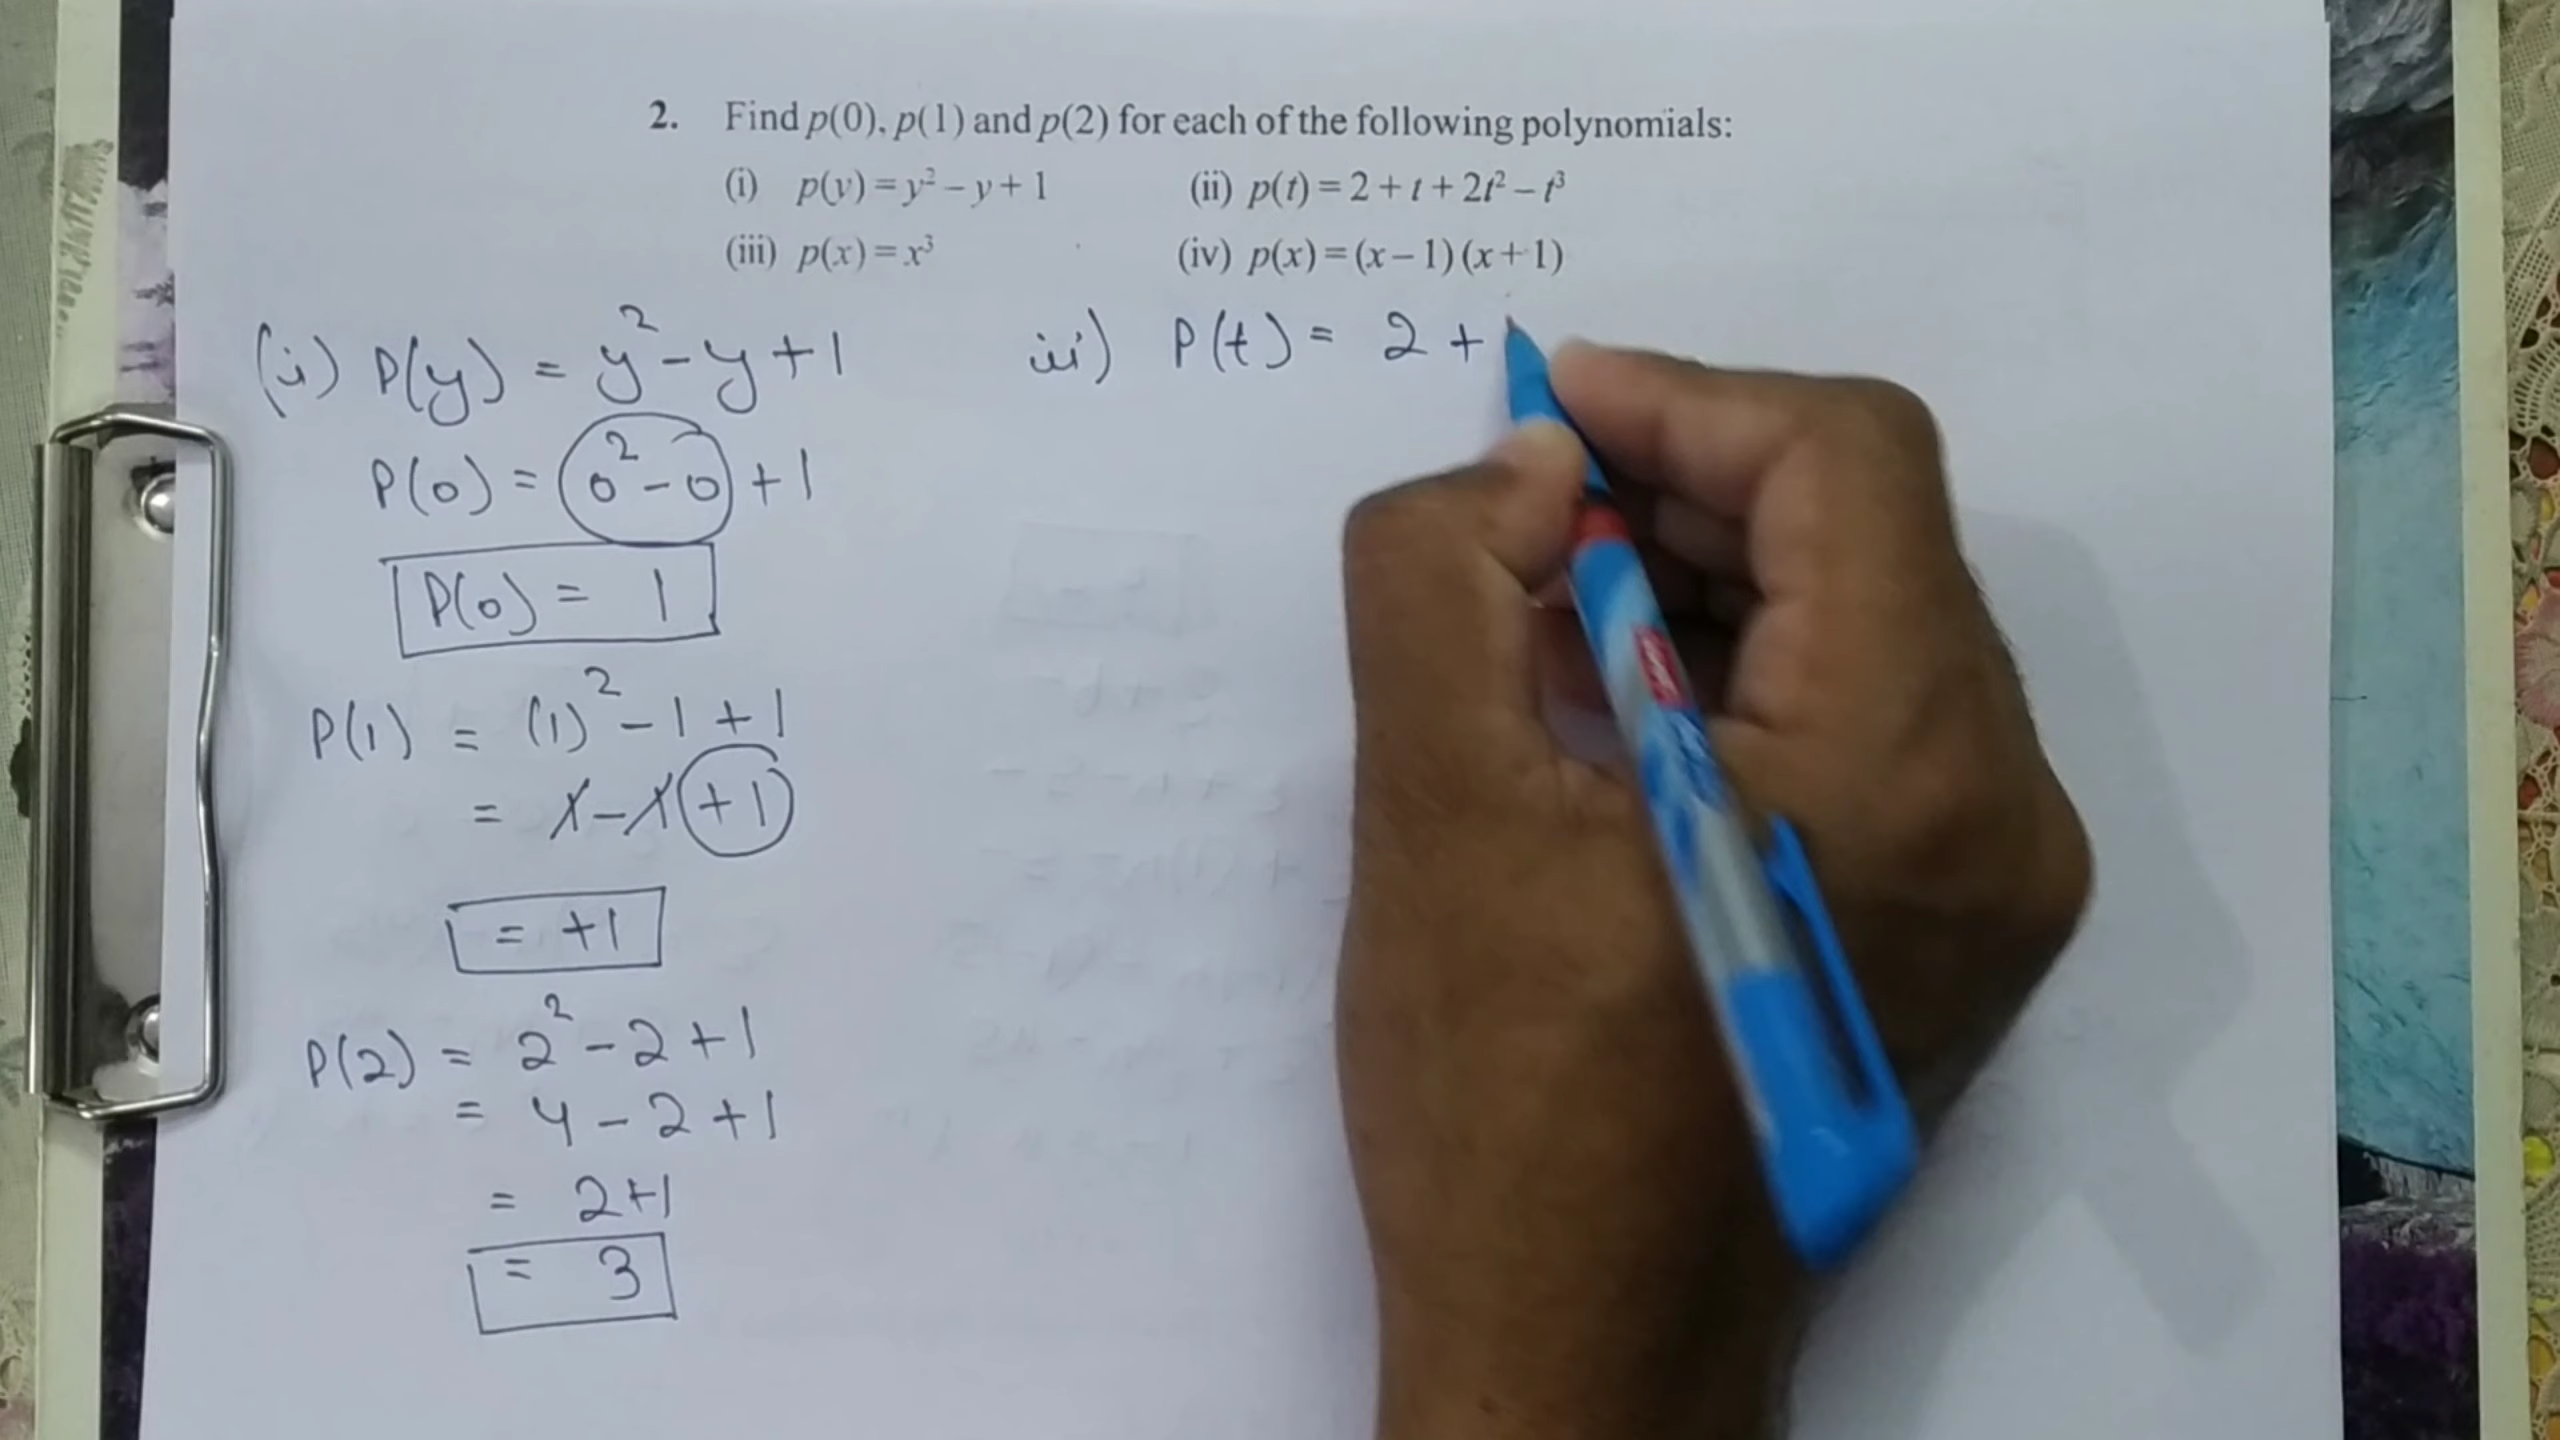 2. Find p(0), p(1) and p(2) for each of the following polynomials:
(i) p(y) = y² – y + 1 (ii) p(t) = 2 + t + 2t² – t³
(iii) p(x) = x³ (iv) p(x) = (x – 1) (x + 1)
(i) P(y) = y² - y + 1
P(0) = 0² - 0 + 1
P(0) = 1
P(1) = (1)² - 1 + 1
= 1 - 1 + 1
= +1
P(2) = 2² - 2 + 1
= 4 - 2 + 1
= 2+1
= 3
iii) P(t) = 2 +